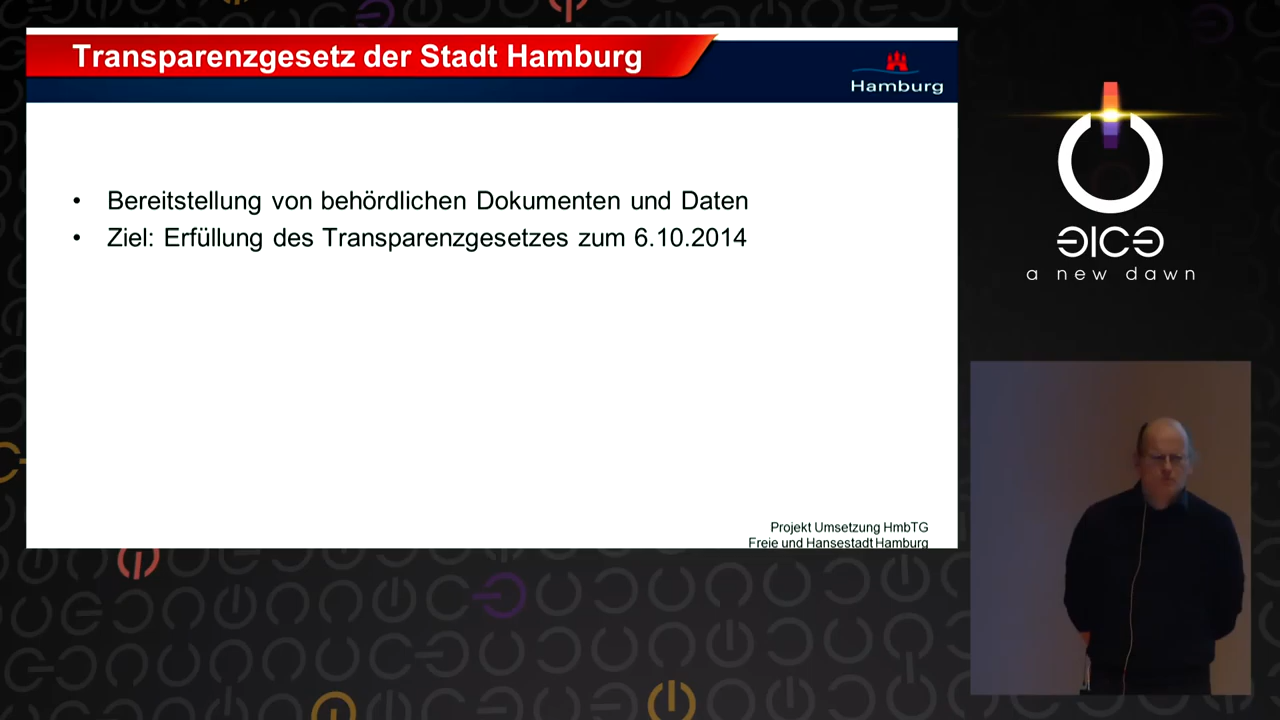 Transparenzgesetz der Stadt Hamburg
Hamburg
• Bereitstellung von behördlichen Dokumenten und Daten
• Ziel: Erfüllung des Transparenzgesetzes zum 6.10.2014
Projekt Umsetzung HmbTG
Freie und Hansestadt Hamburg
a new dawn